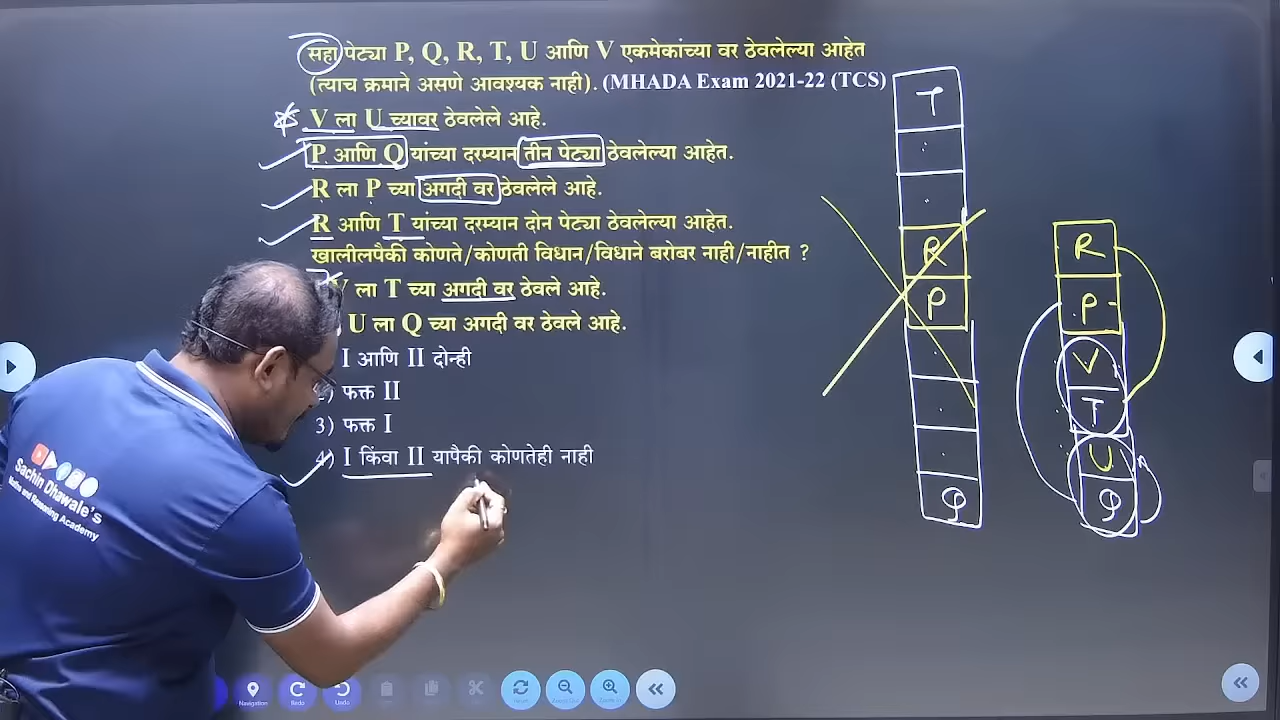 सहा पेट्या P, Q, R, T, U आणि V एकमेकांच्या वर ठेवलेल्या आहेत
(त्याच क्रमाने असणे आवश्यक नाही). (MHADA Exam 2021-22 (TCS)
V ला U च्यावर ठेवलेले आहे.
P आणि Q यांच्या दरम्यान तीन पेट्या ठेवलेल्या आहेत.
R ला P च्या अगदी वर ठेवलेले आहे.
R आणि T यांच्या दरम्यान दोन पेट्या ठेवलेल्या आहेत.
खालीलपैकी कोणते/कोणती विधान/विधाने बरोबर नाही/नाहीत ?
V ला T च्या अगदी वर ठेवले आहे.
U ला Q च्या अगदी वर ठेवले आहे.
I आणि II दोन्ही
फक्त II
3) फक्त I
4) I किंवा II यापैकी कोणतेही नाही
T
R
P
Q
R
P
V
T
U
Q
Sachin Dhawale's
Maths and Reasoning Academy
Navigation
Redo
Undo